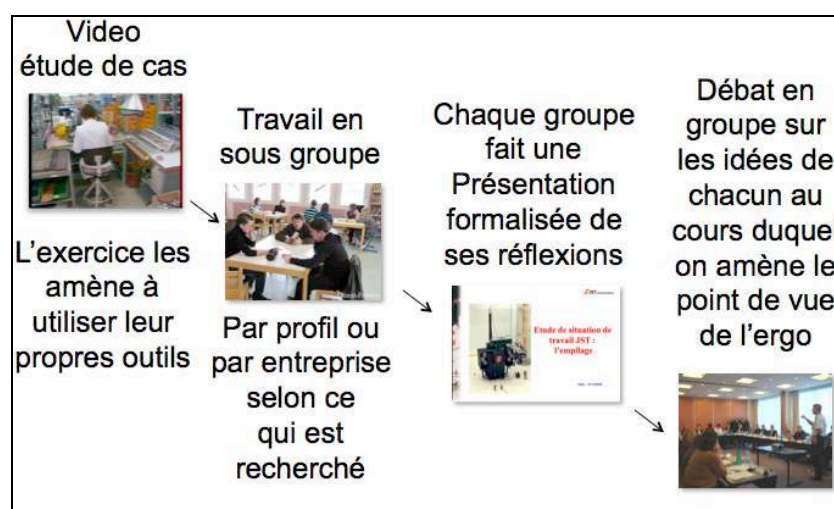 Video
étude de cas
L'exercice les
amène à
utiliser leur
propres outils
Travail en
sous groupe
Par profil ou
par entreprise
selon ce
qui est
recherché
Chaque groupe
fait une
Présentation
formalisée de
ses réflexions
Etude de situation de
travail JST :
l'empilage
Débat en
groupe sur
les idées de
chacun au
cours duquel
on amène le
point de vue
de l'ergo